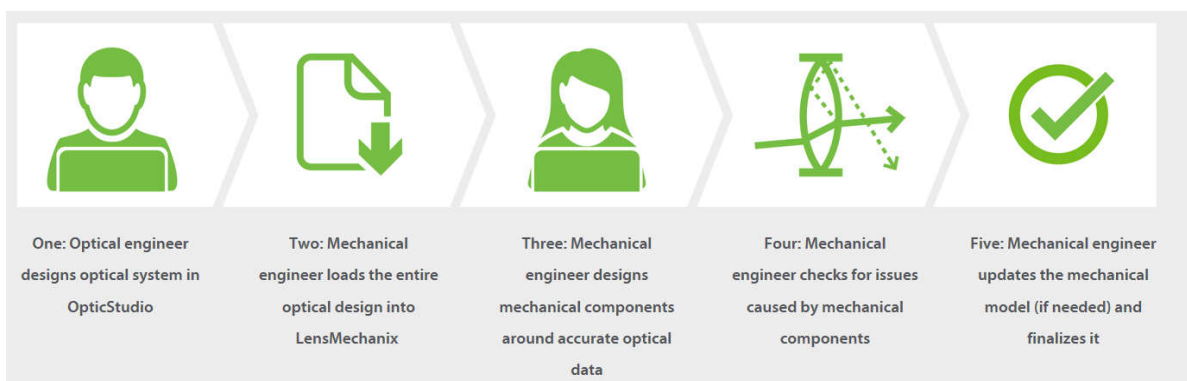 One: Optical engineer
designs optical system in
OpticStudio
Two: Mechanical
engineer loads the entire
optical design into
LensMechanix
Three: Mechanical
engineer designs
mechanical components
around accurate optical
data
Four: Mechanical
engineer checks for issues
caused by mechanical
components
Five: Mechanical engineer
updates the mechanical
model (if needed) and
finalizes it